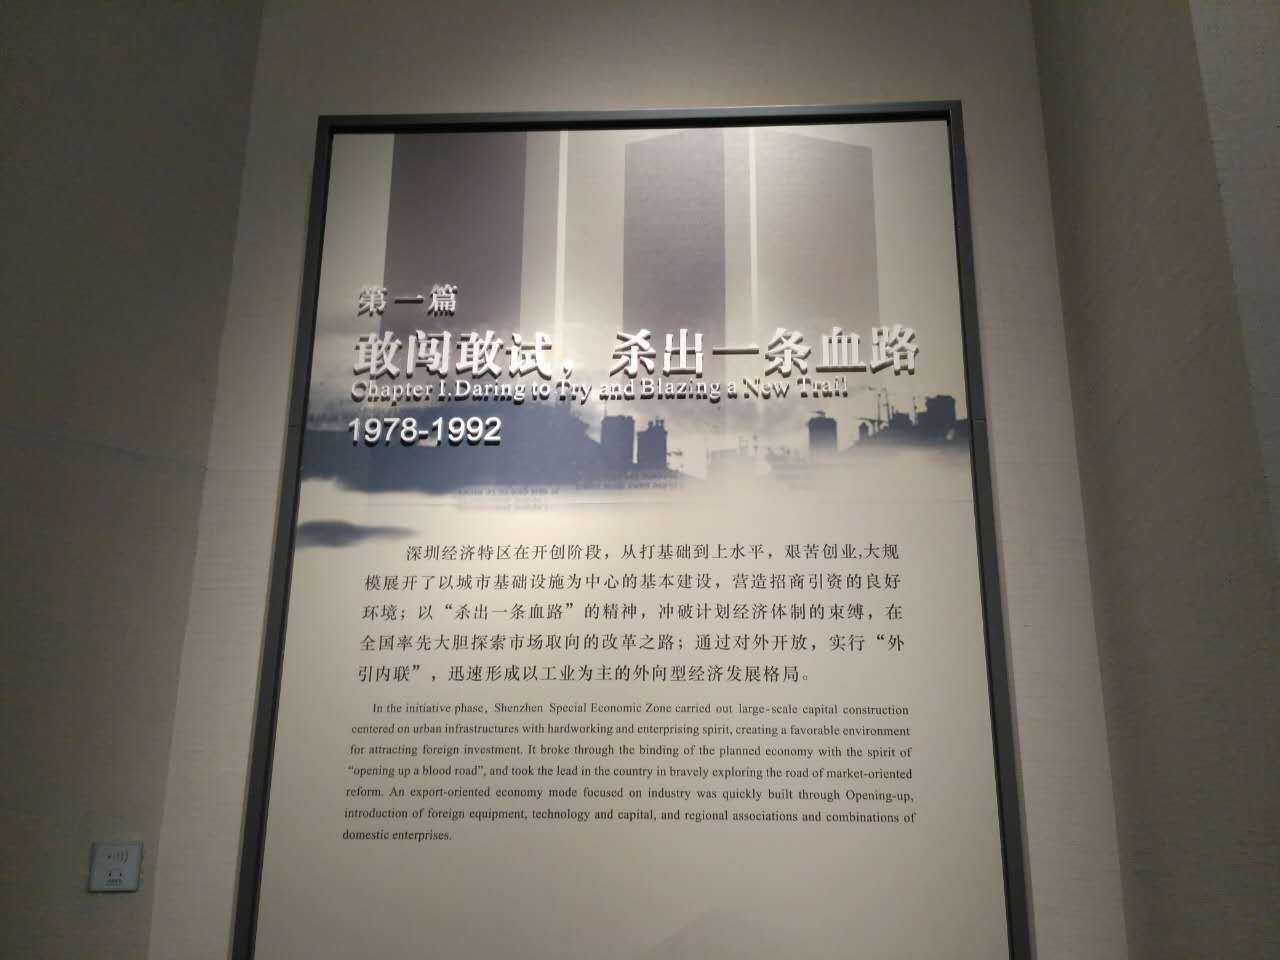 第一篇
敢闯敢试，杀出一条血路
Chapter I.Daring to Try and Blazing a New Trail
1978-1992
深圳经济特区在开创阶段，从打基础到上水平，艰苦创业,大规
模展开了以城市基础设施为中心的基本建设，营造招商引资的良好
环境；以“杀出一条血路”的精神，冲破计划经济体制的束缚，在
全国率先大胆探索市场取向的改革之路；通过对外开放，实行“外
引内联”，迅速形成以工业为主的外向型经济发展格局。
In the initiative phase, Shenzhen Special Economic Zone carried out large-scale capital construction
centered on urban infrastructures with hardworking and enterprising spirit, creating a favorable environment
for attracting foreign investment. It broke through the binding of the planned economy with the spirit of
“opening up a blood road”, and took the lead in the country in bravely exploring the road of market-oriented
reform. An export-oriented economy mode focused on industry was quickly built through Opening-up,
introduction of foreign equipment, technology and capital, and regional associations and combinations of
domestic enterprises.